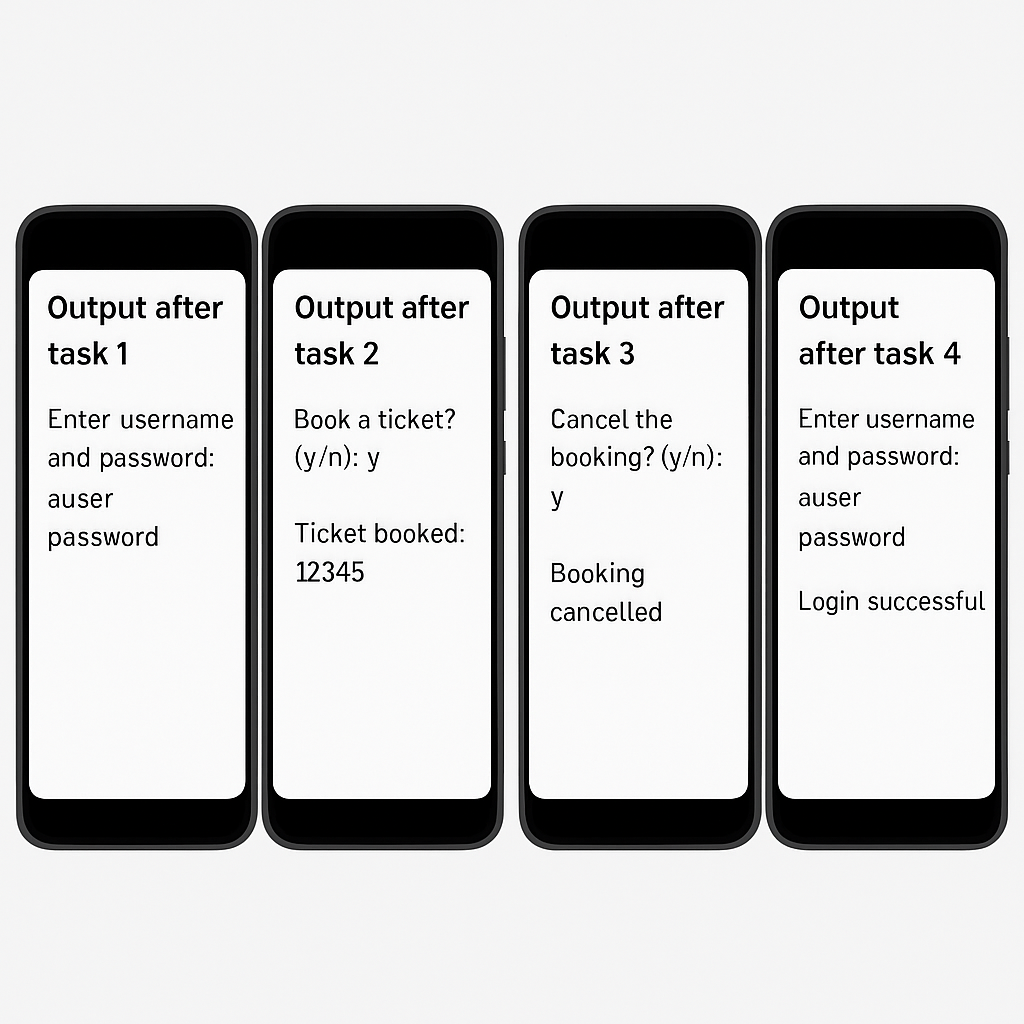 Output after
task 1
Enter username
and password:
auser
password
Output after
task 2
Book a ticket?
(y/n): y
Ticket booked:
12345
Output after
task 3
Cancel the
booking? (y/n):
y
Booking
cancelled
Output
after task 4
Enter username
and password:
auser
password
Login successful